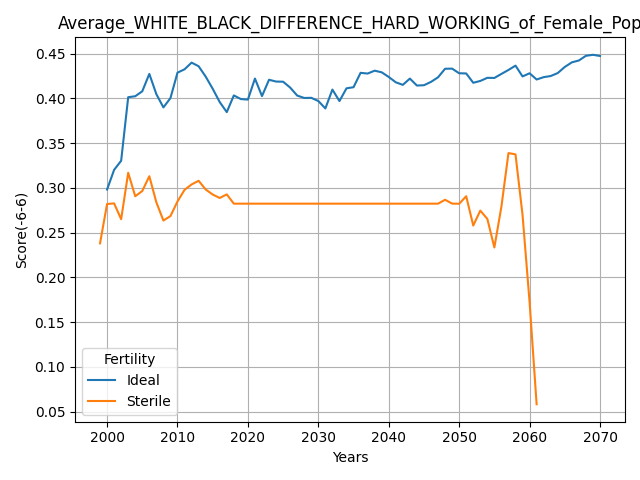 Average_WHITE_BLACK_DIFFERENCE_HARD_WORKING_of_Female_Pop
0.45
0.40
0.35
0.30
0.25
0.20
0.15
0.10
0.05
Score(-6-6)
Fertility
Ideal
Sterile
2000 2010 2020 2030 2040 2050 2060 2070
Years